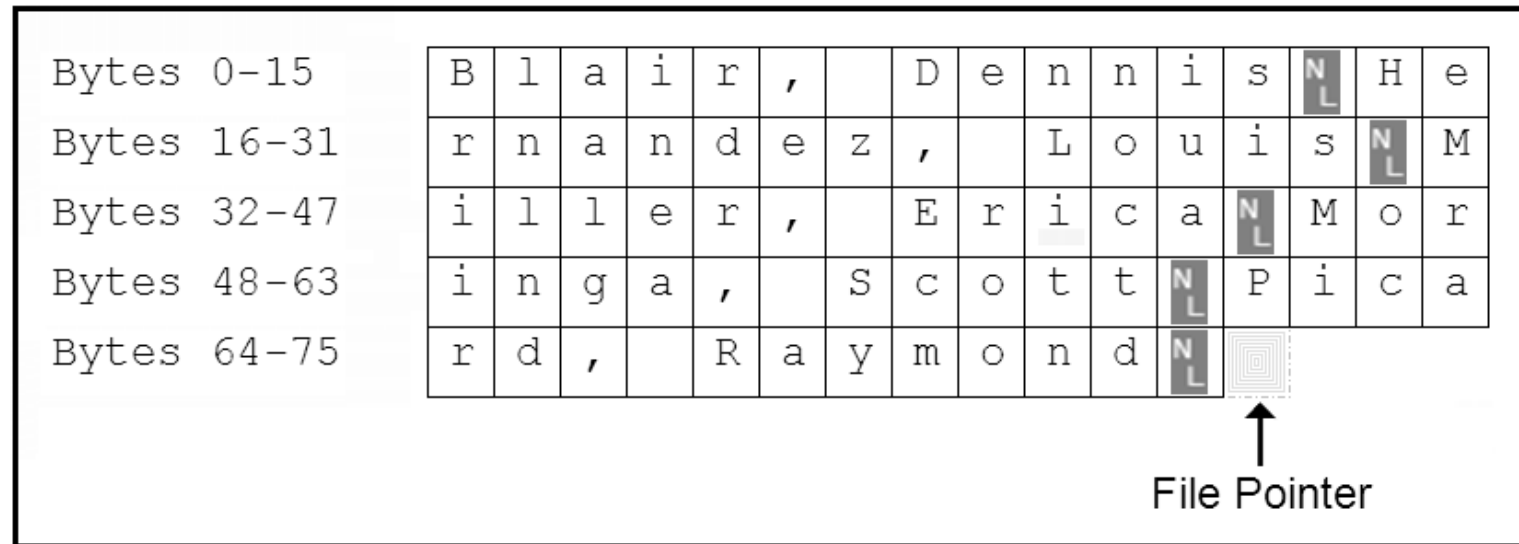 Bytes 0-15 B l a i r , D e n n i s NL H e
Bytes 16-31 r n a n d e z , L o u i s NL M
Bytes 32-47 i l l e r , E r i c a NL M o r
Bytes 48-63 i n g a , S c o t t NL P i c a
Bytes 64-75 r d , R a y m o n d NL
File Pointer